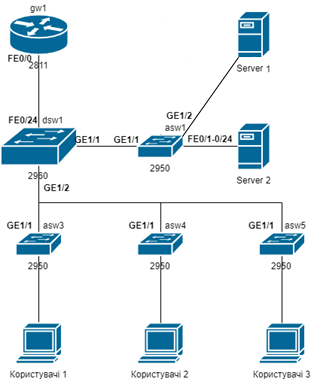 gw1
FE0/0
2811
Server 1
FE0/24 dsw1
GE1/2
asw1
GE1/1 GE1/1 FE0/1-0/24
2960
2950
Server 2
GE1/2
GE1/1 asw3 GE1/1 asw4 GE1/1 asw5
2950 2950 2950
Користувачі 1 Користувачі 2 Користувачі 3